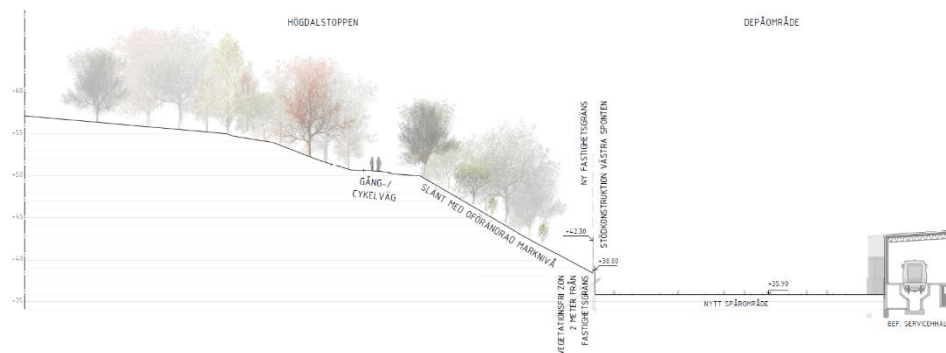 HÖGDALSTOPPEN
DEPÅOMRÅDE
+60
+55
+50
+45
+40
+35
GÅNG-/
CYKELVÄG
SLÄNT MED OFÖRÄNDRAD MARKNIVÅ
NY FASTIGHETSGRÄNS
STÖDKONSTRUKTION VÄSTRA SPONTEN
+42.30
+38.80
+35.90
VEGETATIONSFRI ZON
2 METER FRÅN
FASTIGHETSGRÄNS
NYTT SPÅROMRÅDE
BEF. SERVICEHALL